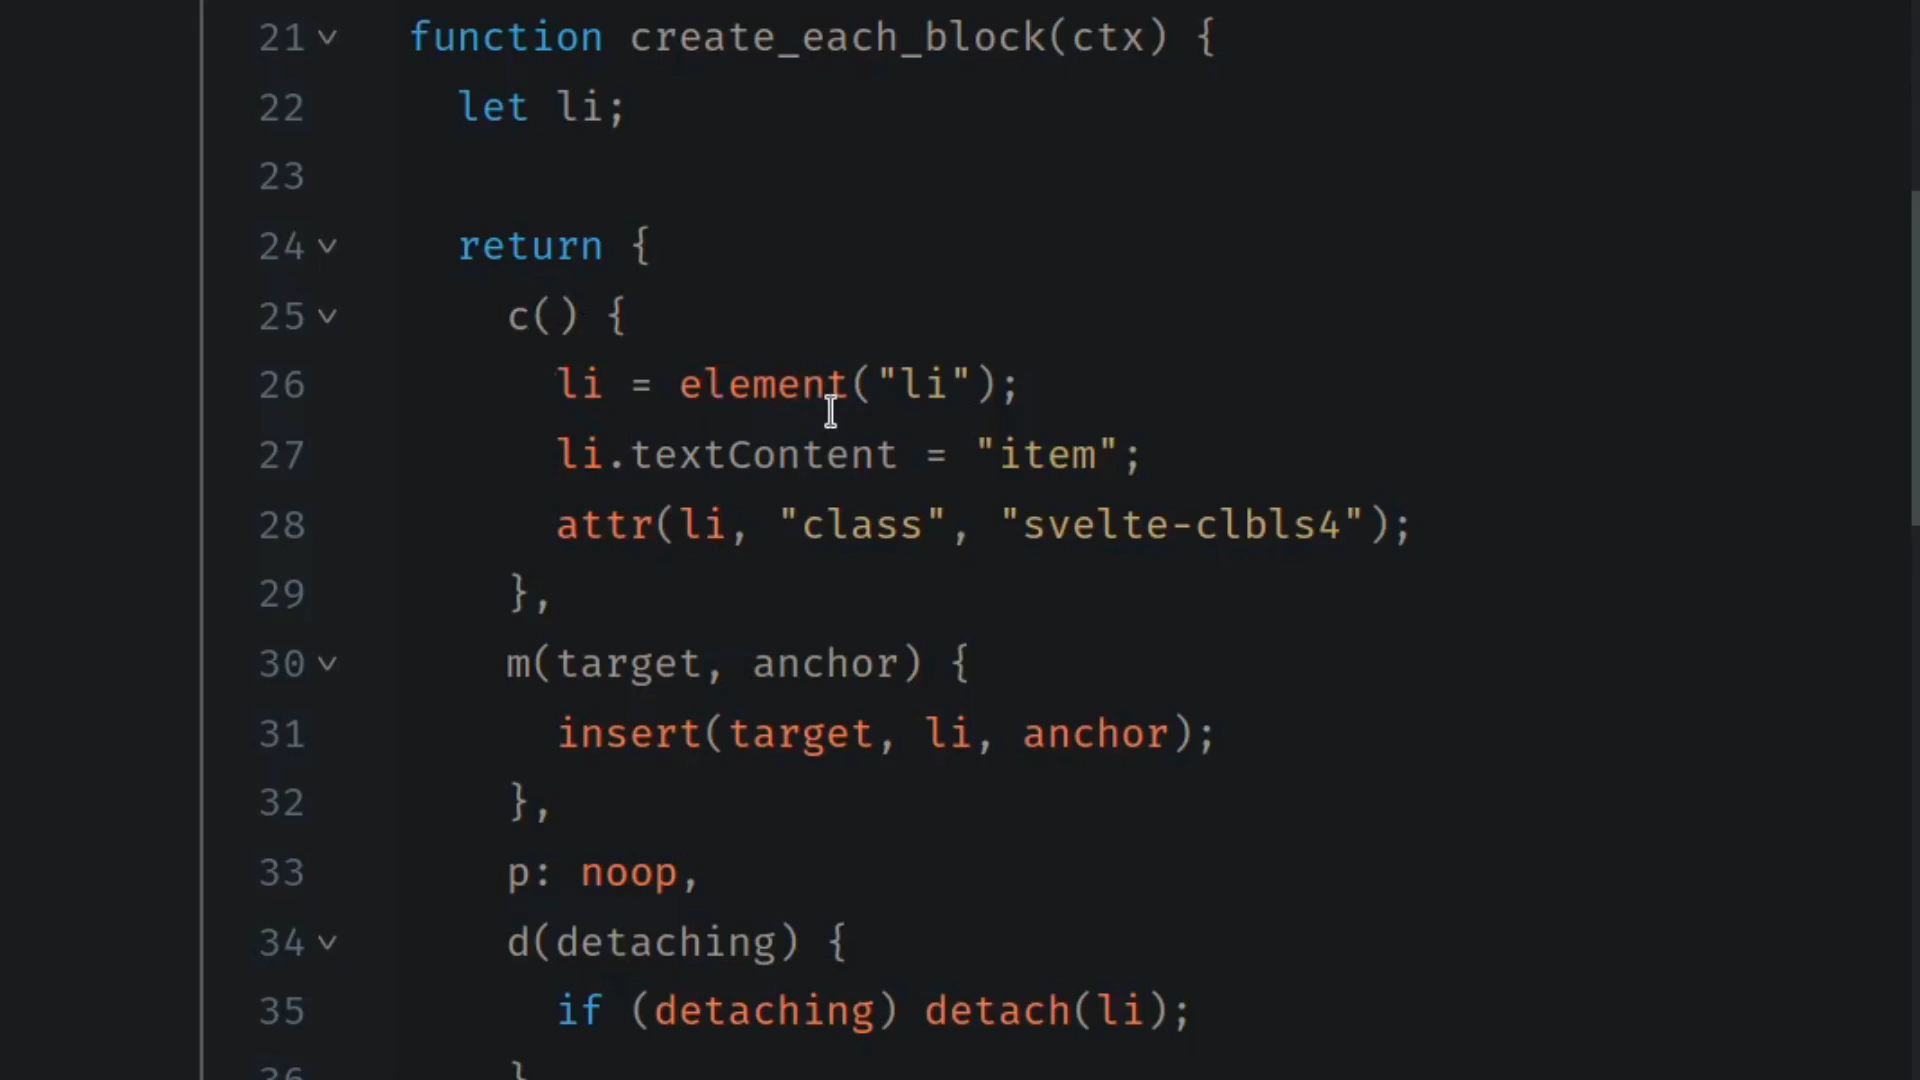 21 function create_each_block(ctx) {
22 let li;
23
24 return {
25 c() {
26 li = element("li");
27 li.textContent = "item";
28 attr(li, "class", "svelte-clbls4");
29 },
30 m(target, anchor) {
31 insert(target, li, anchor);
32 },
33 p: noop,
34 d(detaching) {
35 if (detaching) detach(li);
36 }